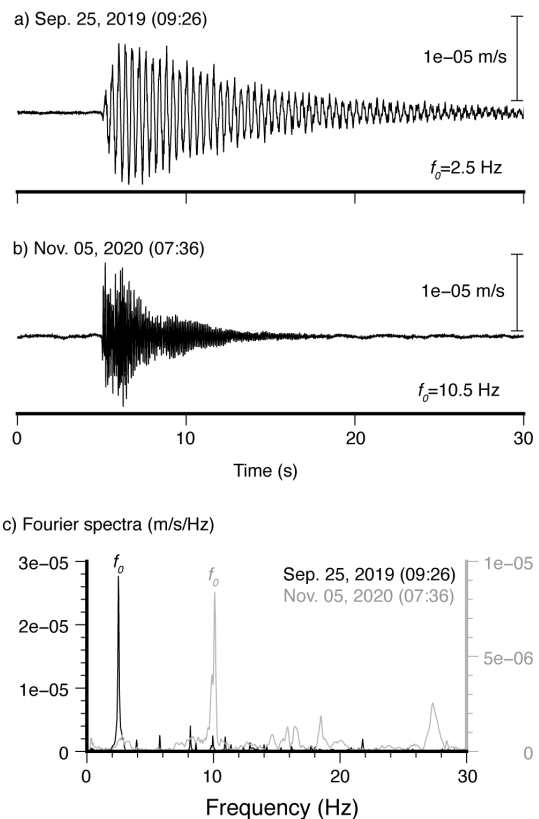 a) Sep. 25, 2019 (09:26)
1e−05 m/s
f0=2.5 Hz
b) Nov. 05, 2020 (07:36)
1e−05 m/s
f0=10.5 Hz
0 10 20 30
Time (s)
c) Fourier spectra (m/s/Hz)
3e−05 f0 f0 Sep. 25, 2019 (09:26) 1e−05
Nov. 05, 2020 (07:36)
2e−05
5e−06
1e−05
0 0
0 10 20 30
Frequency (Hz)